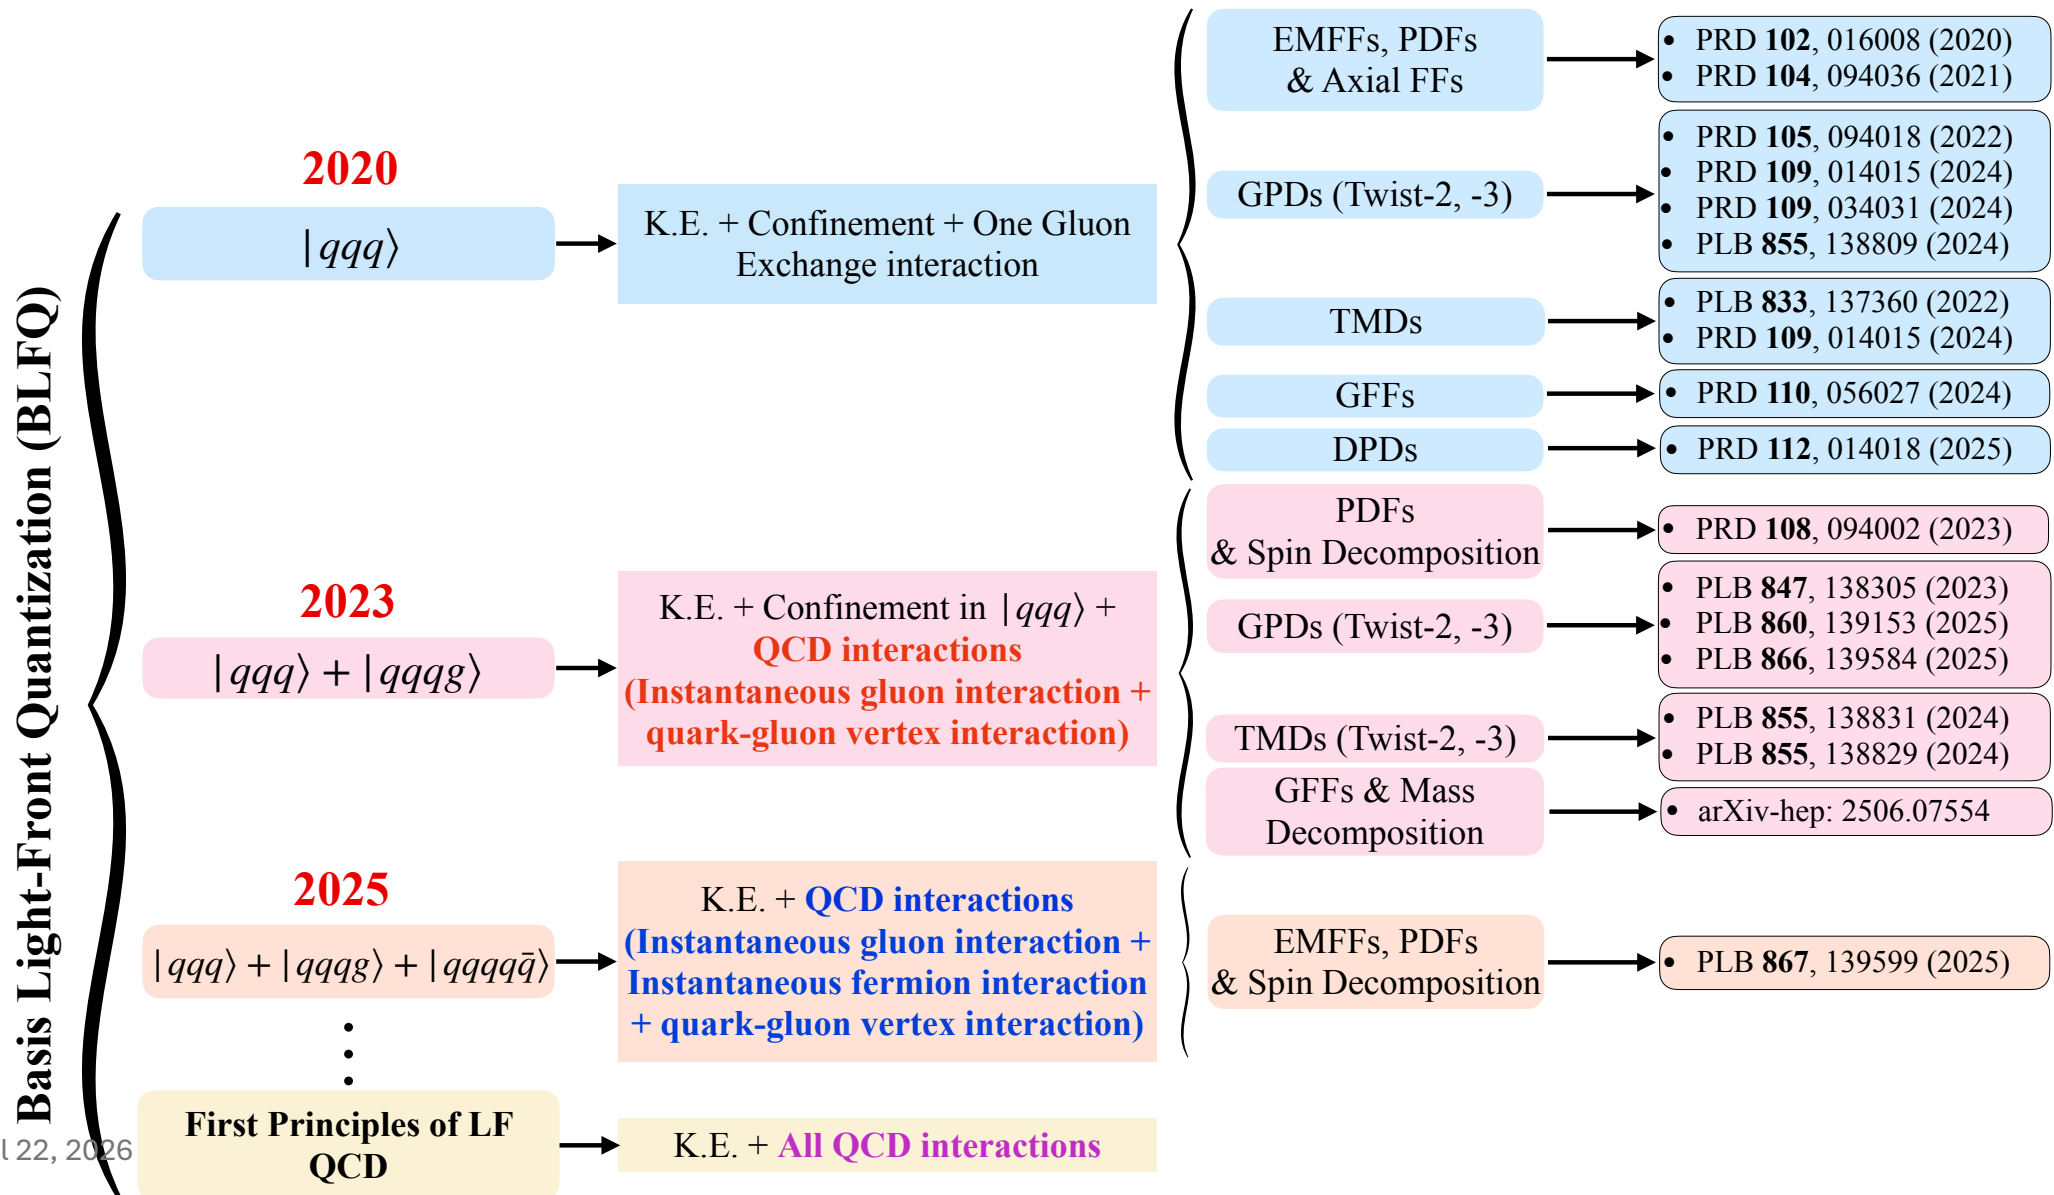 Basis Light-Front Quantization (BLFQ)
2020
|qqq⟩
K.E. + Confinement + One Gluon
Exchange interaction
EMFFs, PDFs
& Axial FFs
• PRD 102, 016008 (2020)
• PRD 104, 094036 (2021)
GPDs (Twist-2, -3)
• PRD 105, 094018 (2022)
• PRD 109, 014015 (2024)
• PRD 109, 034031 (2024)
• PLB 855, 138809 (2024)
TMDs
• PLB 833, 137360 (2022)
• PRD 109, 014015 (2024)
GFFs
• PRD 110, 056027 (2024)
DPDs
• PRD 112, 014018 (2025)
2023
|qqq⟩ + |qqqg⟩
K.E. + Confinement in |qqq⟩ +
QCD interactions
(Instantaneous gluon interaction +
quark-gluon vertex interaction)
PDFs
& Spin Decomposition
• PRD 108, 094002 (2023)
GPDs (Twist-2, -3)
• PLB 847, 138305 (2023)
• PLB 860, 139153 (2025)
• PLB 866, 139584 (2025)
TMDs (Twist-2, -3)
• PLB 855, 138831 (2024)
• PLB 855, 138829 (2024)
GFFs & Mass
Decomposition
• arXiv-hep: 2506.07554
2025
|qqq⟩ + |qqqg⟩ + |qqqqq̄⟩
K.E. + QCD interactions
(Instantaneous gluon interaction +
Instantaneous fermion interaction
+ quark-gluon vertex interaction)
EMFFs, PDFs
& Spin Decomposition
• PLB 867, 139599 (2025)
First Principles of LF
QCD
K.E. + All QCD interactions
l 22, 2026